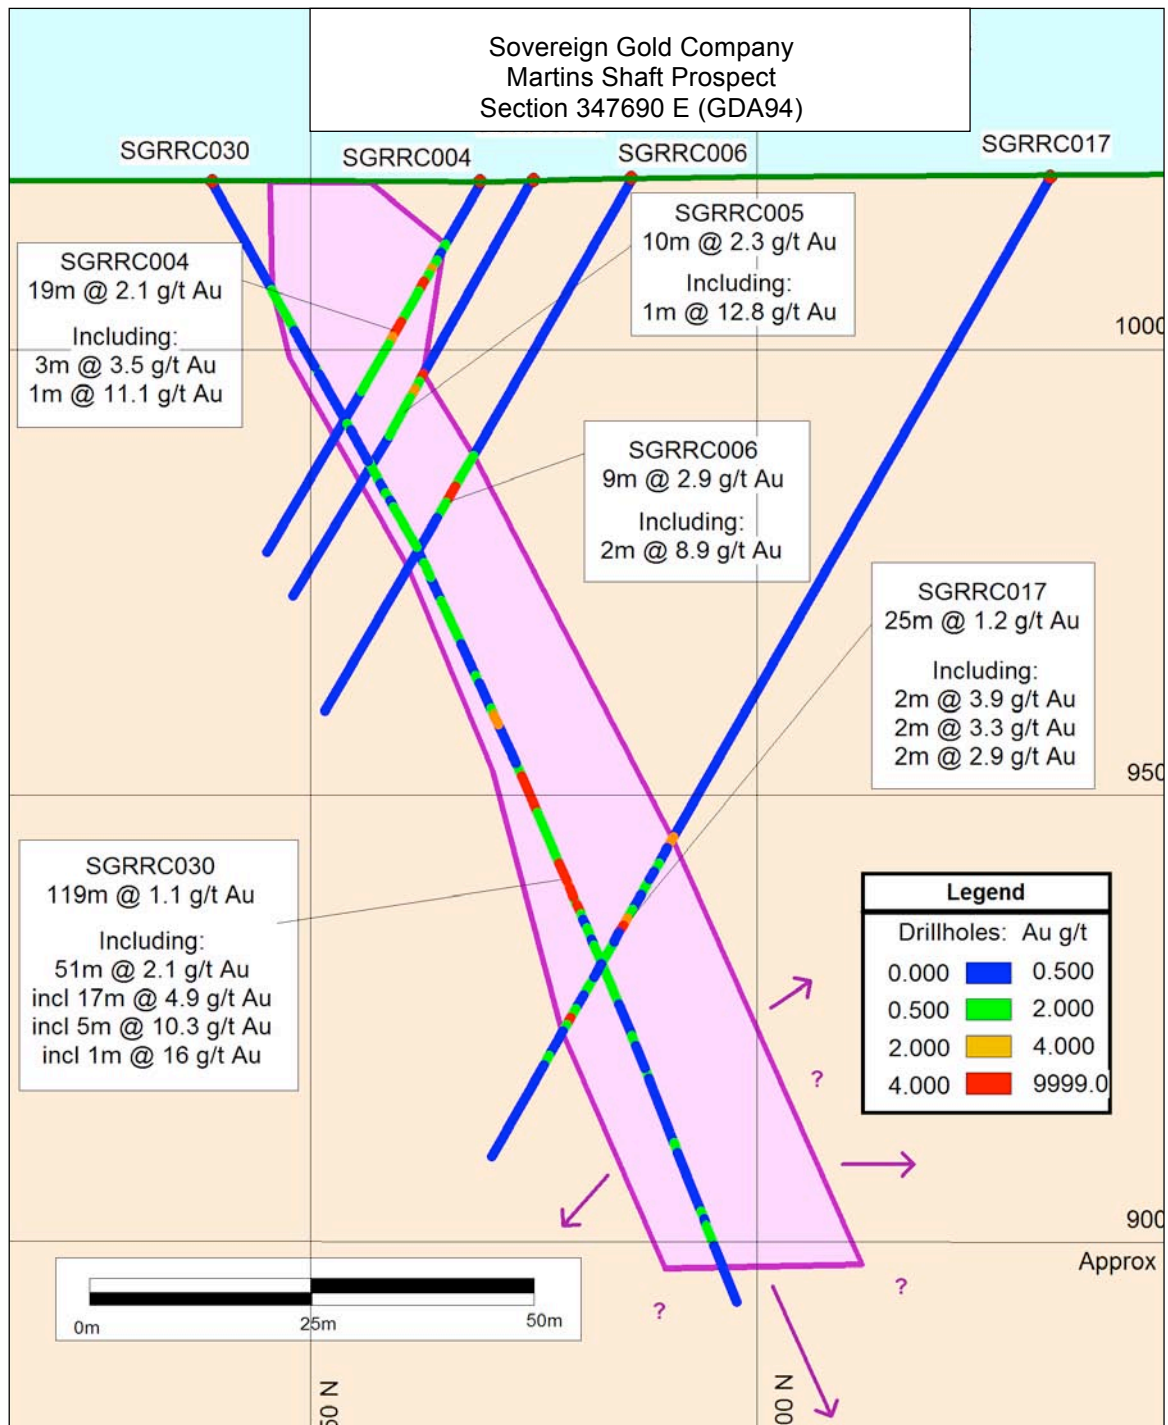 Sovereign Gold Company
Martins Shaft Prospect
Section 347690 E (GDA94)
SGRRC030
SGRRC004
SGRRC006
SGRRC017
SGRRC004
19m @ 2.1 g/t Au
Including:
3m @ 3.5 g/t Au
1m @ 11.1 g/t Au
SGRRC005
10m @ 2.3 g/t Au
Including:
1m @ 12.8 g/t Au
1000
SGRRC006
9m @ 2.9 g/t Au
Including:
2m @ 8.9 g/t Au
SGRRC017
25m @ 1.2 g/t Au
Including:
2m @ 3.9 g/t Au
2m @ 3.3 g/t Au
2m @ 2.9 g/t Au
950
SGRRC030
119m @ 1.1 g/t Au
Including:
51m @ 2.1 g/t Au
incl 17m @ 4.9 g/t Au
incl 5m @ 10.3 g/t Au
incl 1m @ 16 g/t Au
Legend
Drillholes: Au g/t
0.000 0.500
0.500 2.000
2.000 4.000
4.000 9999.0
?
900
Approx
?
?
0m 25m 50m
50 N
00 N